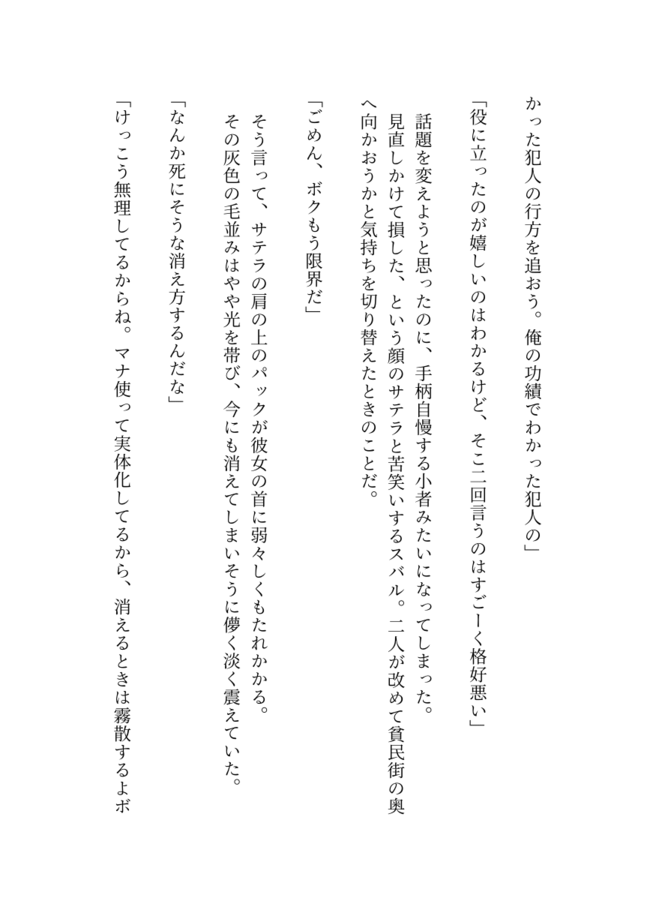 かった犯人の行方を追おう。俺の功績でわかった犯人の」
「役に立ったのが嬉しいのはわかるけど、そこ二回言うのはすごーく格好悪い」
話題を変えようと思ったのに、手柄自慢する小者みたいになってしまった。
見直しかけて損した、という顔のサテラと苦笑いするスバル。二人が改めて貧民街の奥
へ向かおうかと気持ちを切り替えたときのことだ。
「ごめん、ボクもう限界だ」
そう言って、サテラの肩の上のパックが彼女の首に弱々しくもたれかかる。
その灰色の毛並みはやや光を帯び、今にも消えてしまいそうに儚く淡く震えていた。
「なんか死にそうな消え方するんだな」
「けっこう無理してるからね。マナ使って実体化してるから、消えるときは霧散するよボ